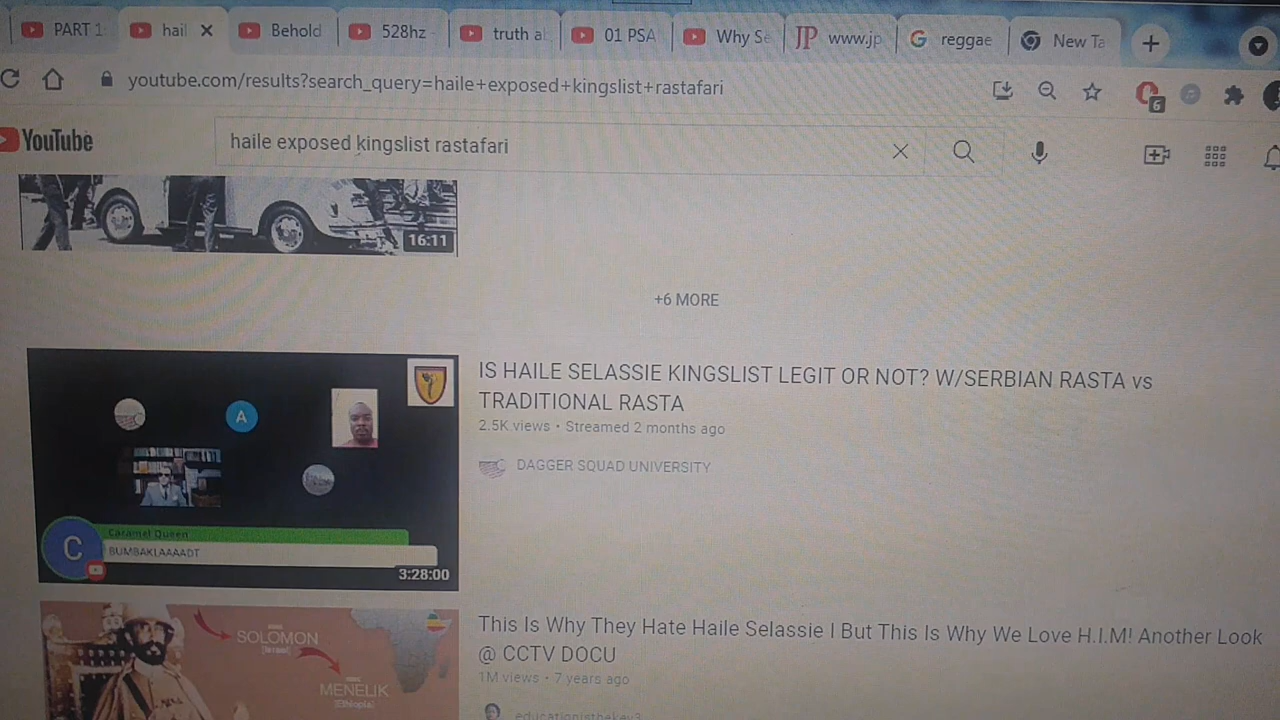 PART 1: hail Behold 528hz - truth al 01 PSA Why Se JP www.jp G reggae New Ta
youtube.com/results?search_query=haile+exposed+kingslist+rastafari
6
YouTube
haile exposed kingslist rastafari
16:11
+6 MORE
IS HAILE SELASSIE KINGSLIST LEGIT OR NOT? W/SERBIAN RASTA vs
TRADITIONAL RASTA
2.5K views • Streamed 2 months ago
DAGGER SQUAD UNIVERSITY
A
C
Caramel Queen
BUMBAKLAAAADT
3:28:00
This Is Why They Hate Haile Selassie I But This Is Why We Love H.I.M! Another Look
@ CCTV DOCU
1M views • 7 years ago
SOLOMON
MENELIK
(Ethiopia)